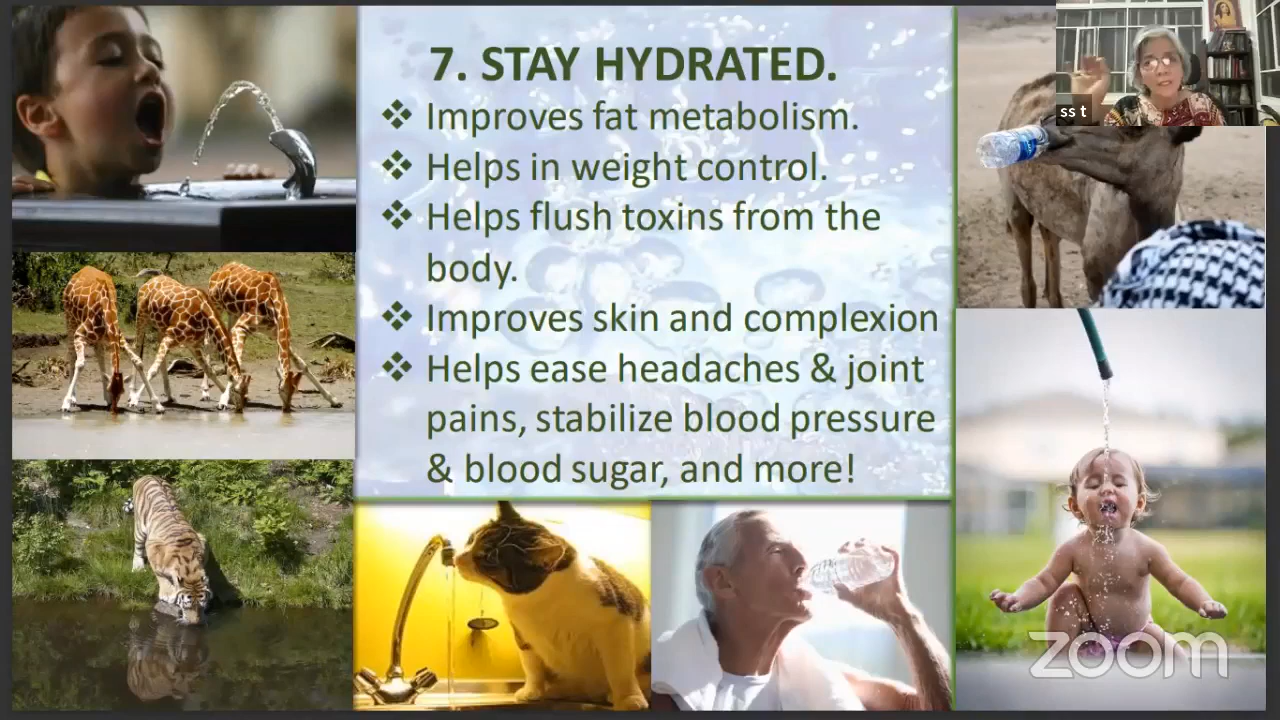 7. STAY HYDRATED.
❖ Improves fat metabolism.
❖ Helps in weight control.
❖ Helps flush toxins from the
body.
❖ Improves skin and complexion
❖ Helps ease headaches & joint
pains, stabilize blood pressure
& blood sugar, and more!
ss t
zoom